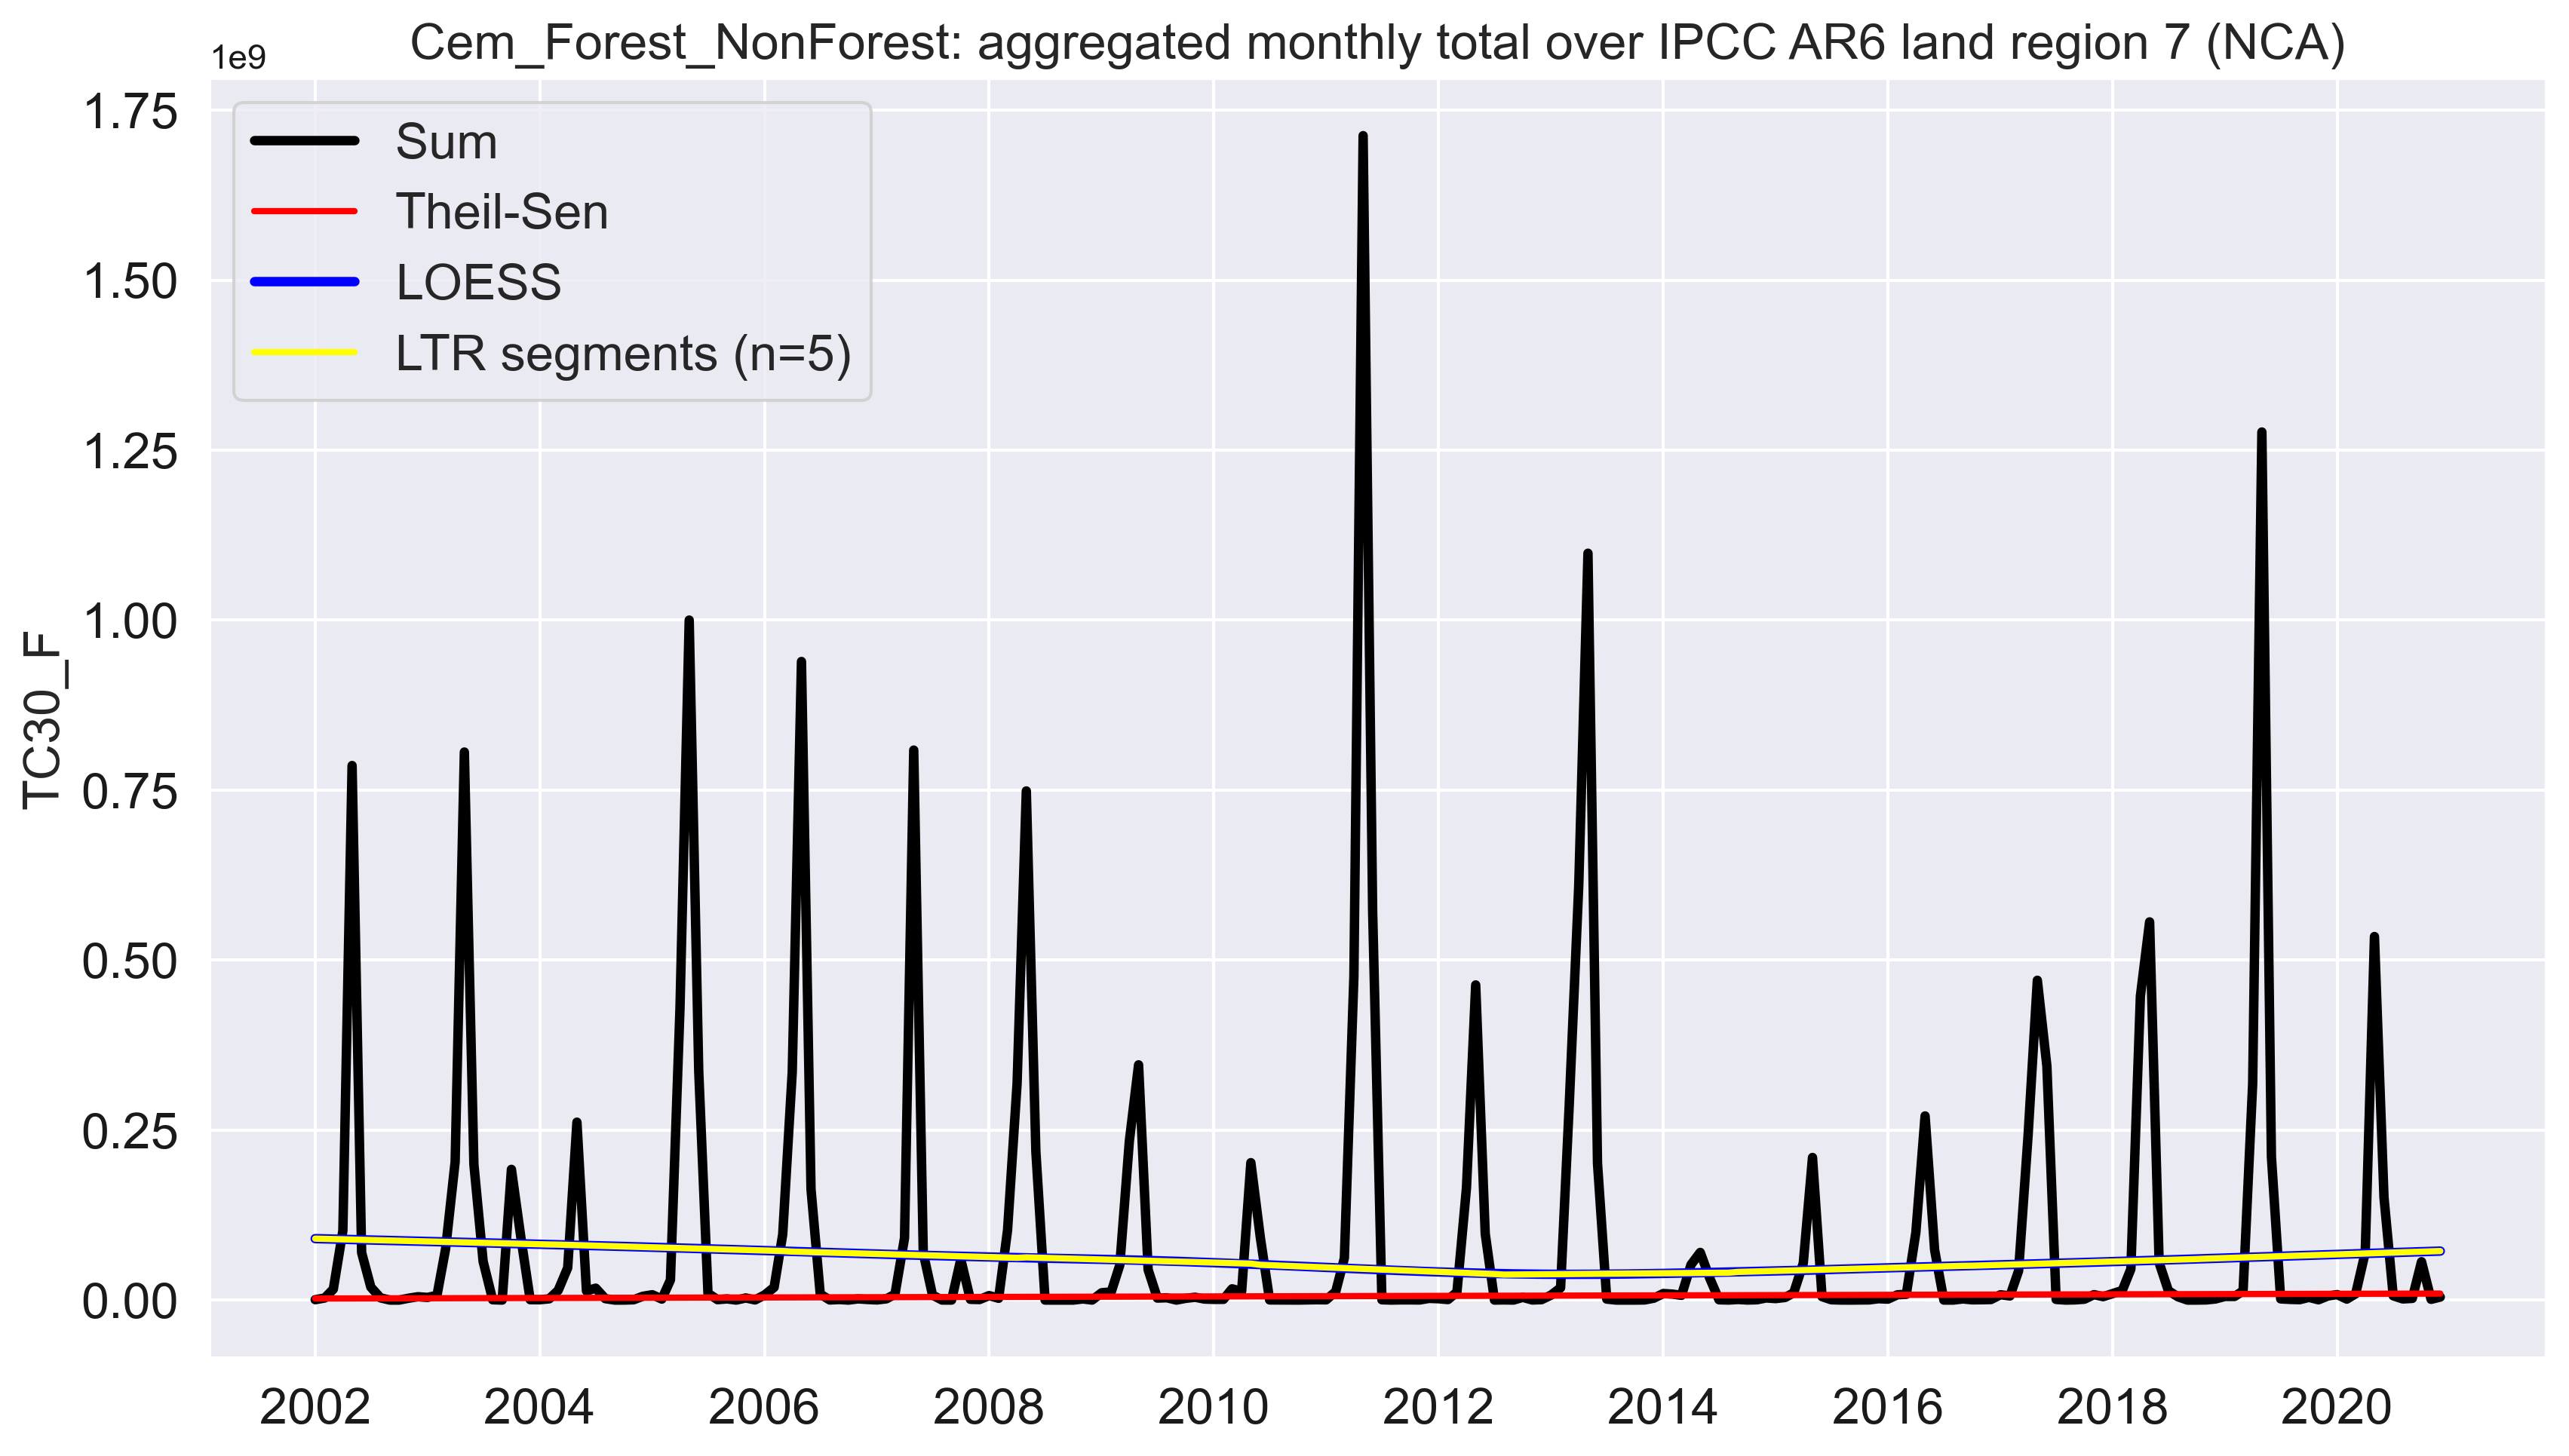 Cem_Forest_NonForest: aggregated monthly total over IPCC AR6 land region 7 (NCA)
1e9
1.75
1.50
1.25
1.00
0.75
0.50
0.25
0.00
TC30_F
Sum
Theil-Sen
LOESS
LTR segments (n=5)
2002 2004 2006 2008 2010 2012 2014 2016 2018 2020